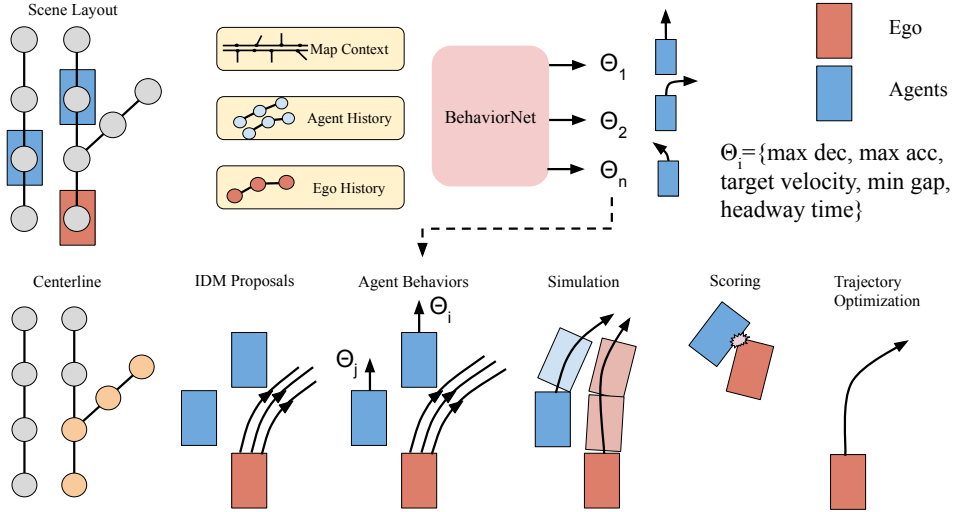 Scene Layout
Map Context
Agent History
Ego History
BehaviorNet
Θ1
Θ2
Θn
Ego
Agents
Θi={max dec, max acc,
target velocity, min gap,
headway time}
Centerline
IDM Proposals
Agent Behaviors
Θi
Θj
Simulation
Scoring
Trajectory
Optimization